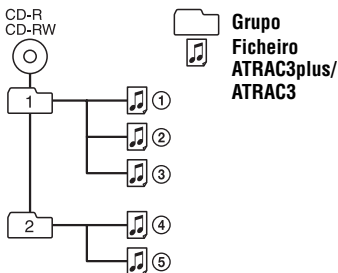 CD-R
CD-RW
Grupo
Ficheiro
ATRAC3plus/
ATRAC3
1
①
②
③
2
④
⑤